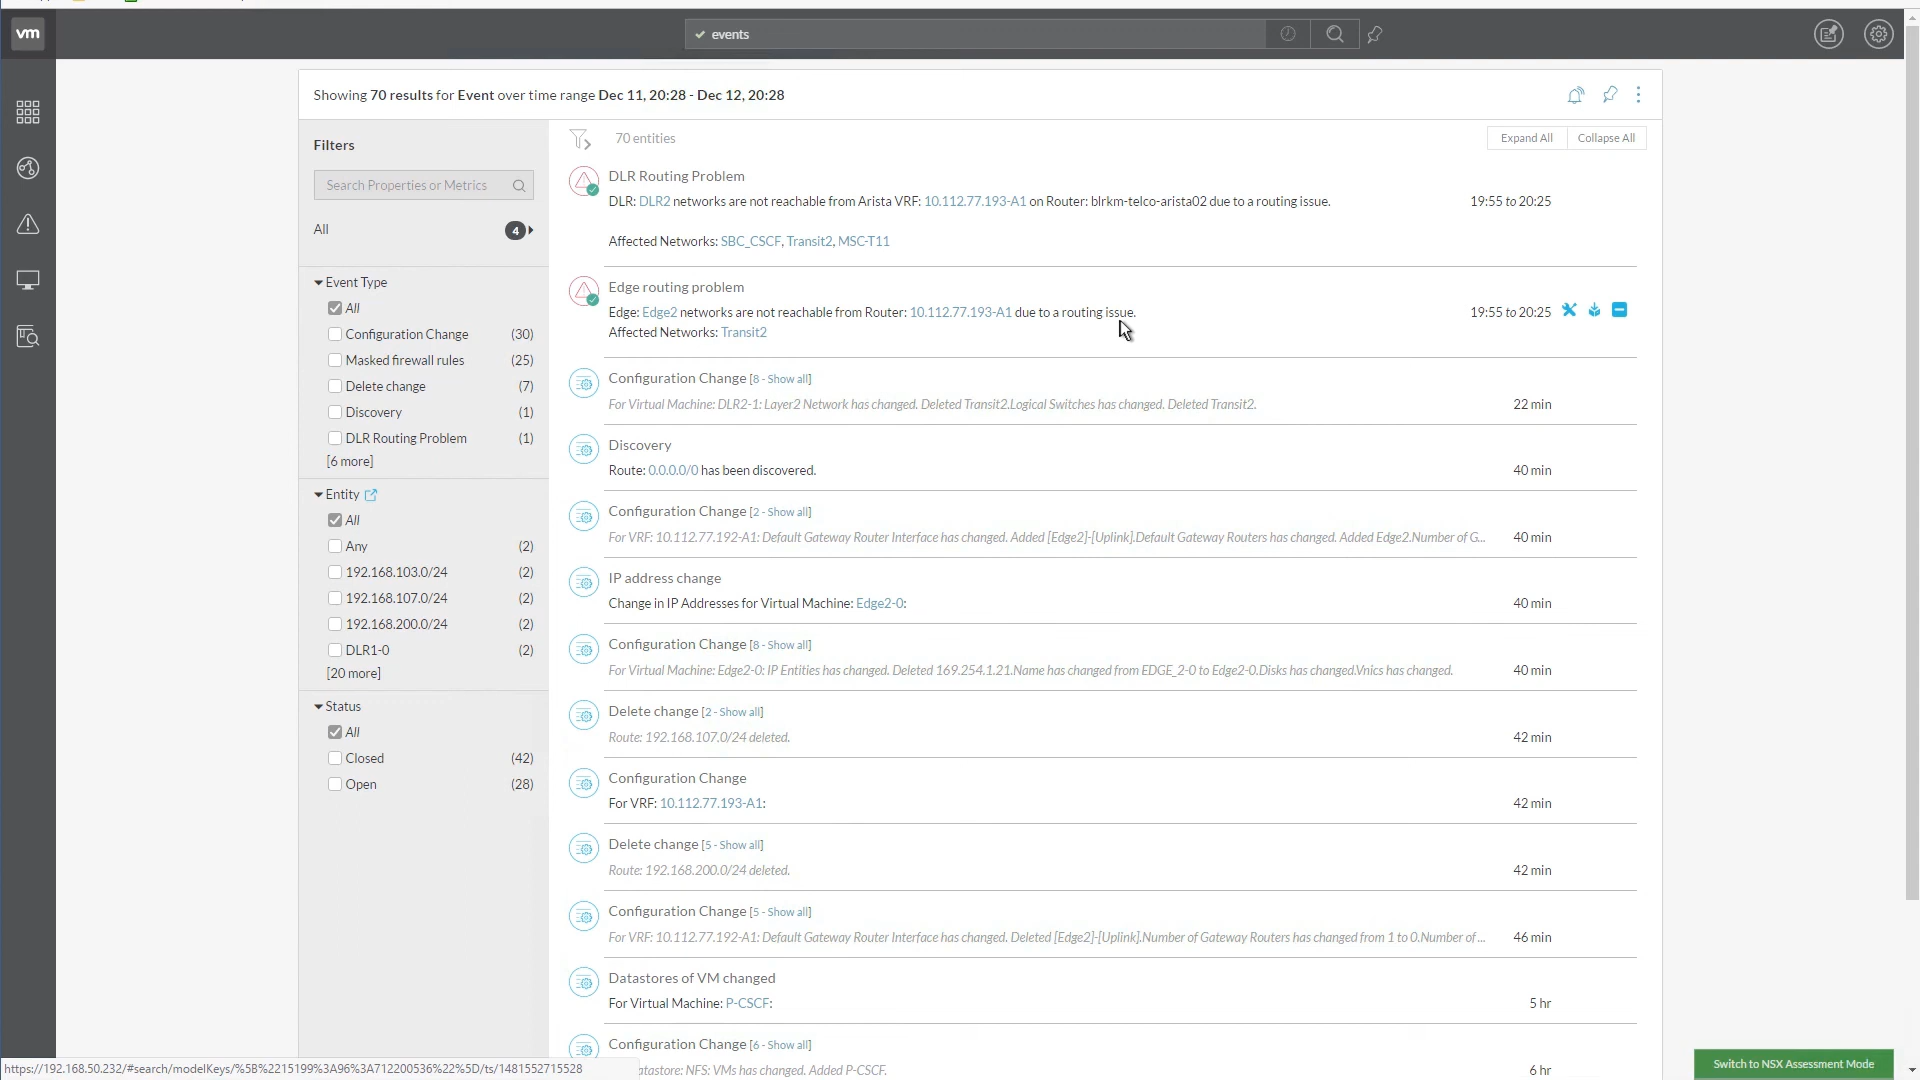 vm
events
Showing 70 results for Event over time range Dec 11, 20:28 - Dec 12, 20:28
Filters
70 entities
Expand All
Collapse All
Search Properties or Metrics
All
4
Event Type
All
Configuration Change (30)
Masked firewall rules (25)
Delete change (7)
Discovery (1)
DLR Routing Problem (1)
[6 more]
Entity
All
Any (2)
192.168.103.0/24 (2)
192.168.107.0/24 (2)
192.168.200.0/24 (2)
DLR1-0 (2)
[20 more]
Status
All
Closed (42)
Open (28)
DLR Routing Problem
DLR: DLR2 networks are not reachable from Arista VRF: 10.112.77.193-A1 on Router: blrkm-telco-arista02 due to a routing issue. 19:55 to 20:25
Affected Networks: SBC_CSCF, Transit2, MSC-T11
Edge routing problem
Edge: Edge2 networks are not reachable from Router: 10.112.77.193-A1 due to a routing issue. 19:55 to 20:25
Affected Networks: Transit2
Configuration Change [8 - Show all]
For Virtual Machine: DLR2-1: Layer2 Network has changed. Deleted Transit2.Logical Switches has changed. Deleted Transit2. 22 min
Discovery
Route: 0.0.0.0/0 has been discovered. 40 min
Configuration Change [2 - Show all]
For VRF: 10.112.77.192-A1: Default Gateway Router Interface has changed. Added [Edge2]-[Uplink].Default Gateway Routers has changed. Added Edge2.Number of G... 40 min
IP address change
Change in IP Addresses for Virtual Machine: Edge2-0: 40 min
Configuration Change [8 - Show all]
For Virtual Machine: Edge2-0: IP Entities has changed. Deleted 169.254.1.21.Name has changed from EDGE_2-0 to Edge2-0.Disks has changed.Vnics has changed. 40 min
Delete change [2 - Show all]
Route: 192.168.107.0/24 deleted. 42 min
Configuration Change
For VRF: 10.112.77.193-A1: 42 min
Delete change [5 - Show all]
Route: 192.168.200.0/24 deleted. 42 min
Configuration Change [5 - Show all]
For VRF: 10.112.77.192-A1: Default Gateway Router Interface has changed. Deleted [Edge2]-[Uplink].Number of Gateway Routers has changed from 1 to 0.Number of ... 46 min
Datastores of VM changed
For Virtual Machine: P-CSCF: 5 hr
Configuration Change [6 - Show all]
atastore: NFS: VMs has changed. Added P-CSCF. 6 hr
https://192.168.50.232/#search/modelKeys/%5B%2215199%3A96%3A712200536%22%5D/ts/1481552715528
Switch to NSX Assessment Mode